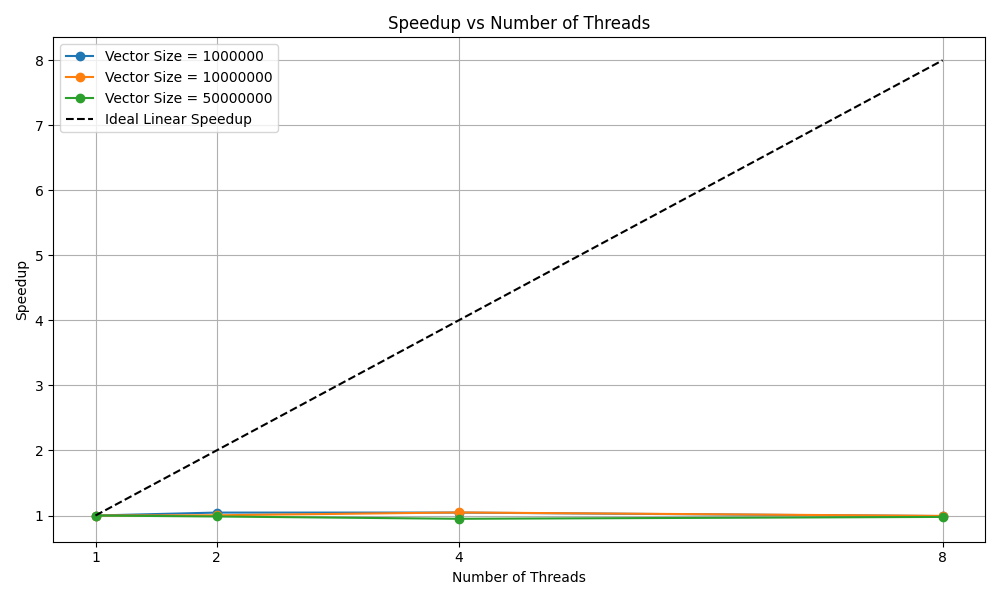 Speedup vs Number of Threads
Vector Size = 1000000
Vector Size = 10000000
Vector Size = 50000000
Ideal Linear Speedup
8
7
6
5
4
3
2
1
Speedup
1
2
4
8
Number of Threads